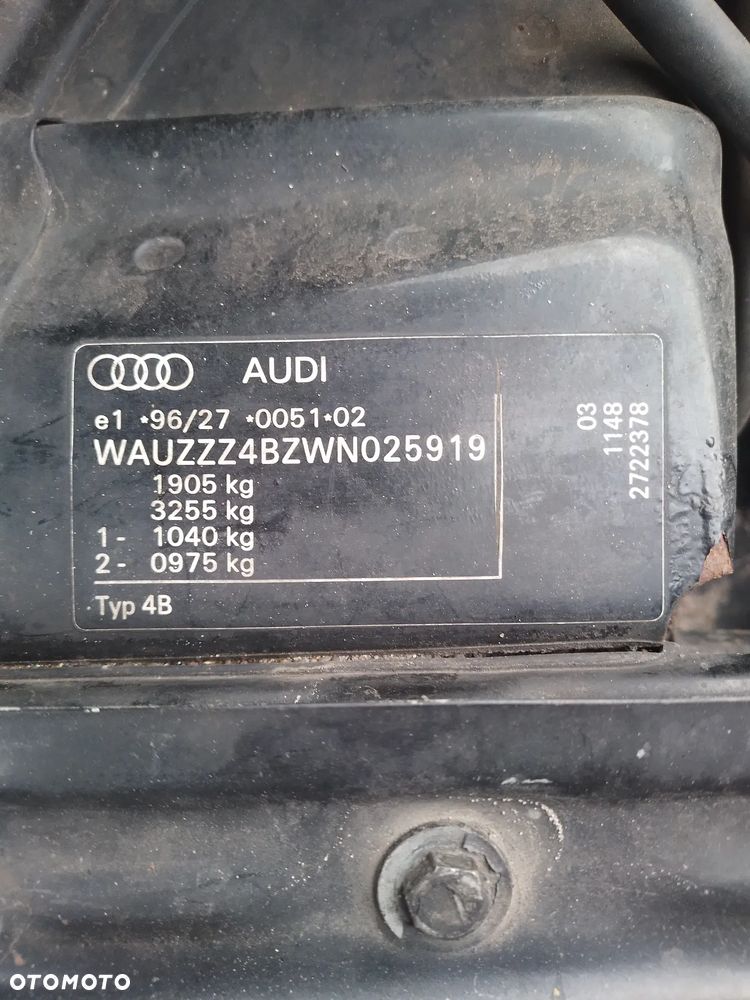 AUDI
e1 *96/27 *0051*02
WAUZZZ4BZWN025919
1905 kg
3255 kg
1- 1040 kg
2- 0975 kg
Typ 4B
03
1148
2722378
OTOMOTO